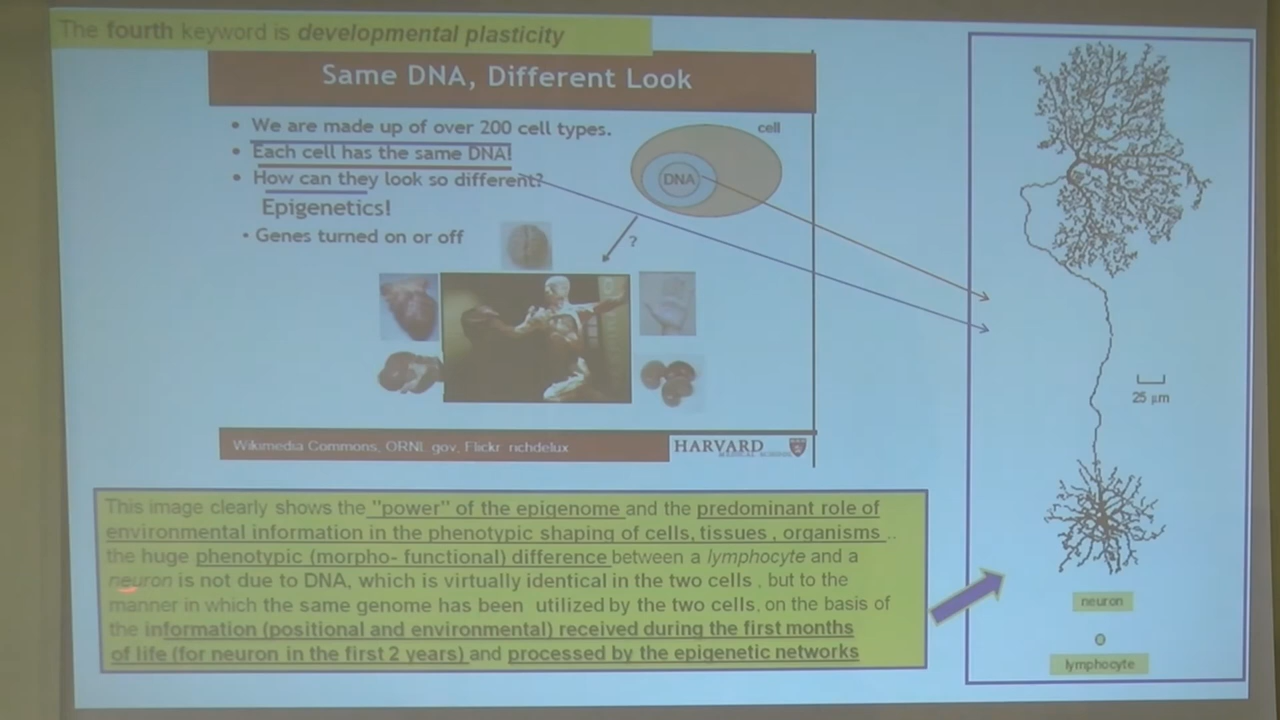 The fourth keyword is developmental plasticity
Same DNA, Different Look
• We are made up of over 200 cell types.
• Each cell has the same DNA!
• How can they look so different?
Epigenetics!
• Genes turned on or off
cell
DNA
?
Wikimedia Commons, ORNL.gov, Flickr: richdelux
HARVARD
MEDICAL SCHOOL
This image clearly shows the "power" of the epigenome and the predominant role of
environmental information in the phenotypic shaping of cells, tissues , organisms ..
the huge phenotypic (morpho- functional) difference between a lymphocyte and a
neuron is not due to DNA, which is virtually identical in the two cells , but to the
manner in which the same genome has been utilized by the two cells, on the basis of
the information (positional and environmental) received during the first months
of life (for neuron in the first 2 years) and processed by the epigenetic networks
25 µm
neuron
lymphocyte